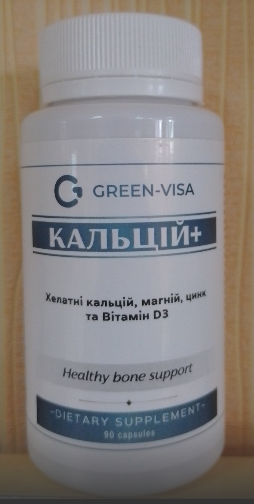 GREEN-VISA
КАЛЬЦІЙ+
Хелатні кальцій, магній, цинк
та Вітамін D3
Healthy bone support
-DIETARY SUPPLEMENT-
90 capsules